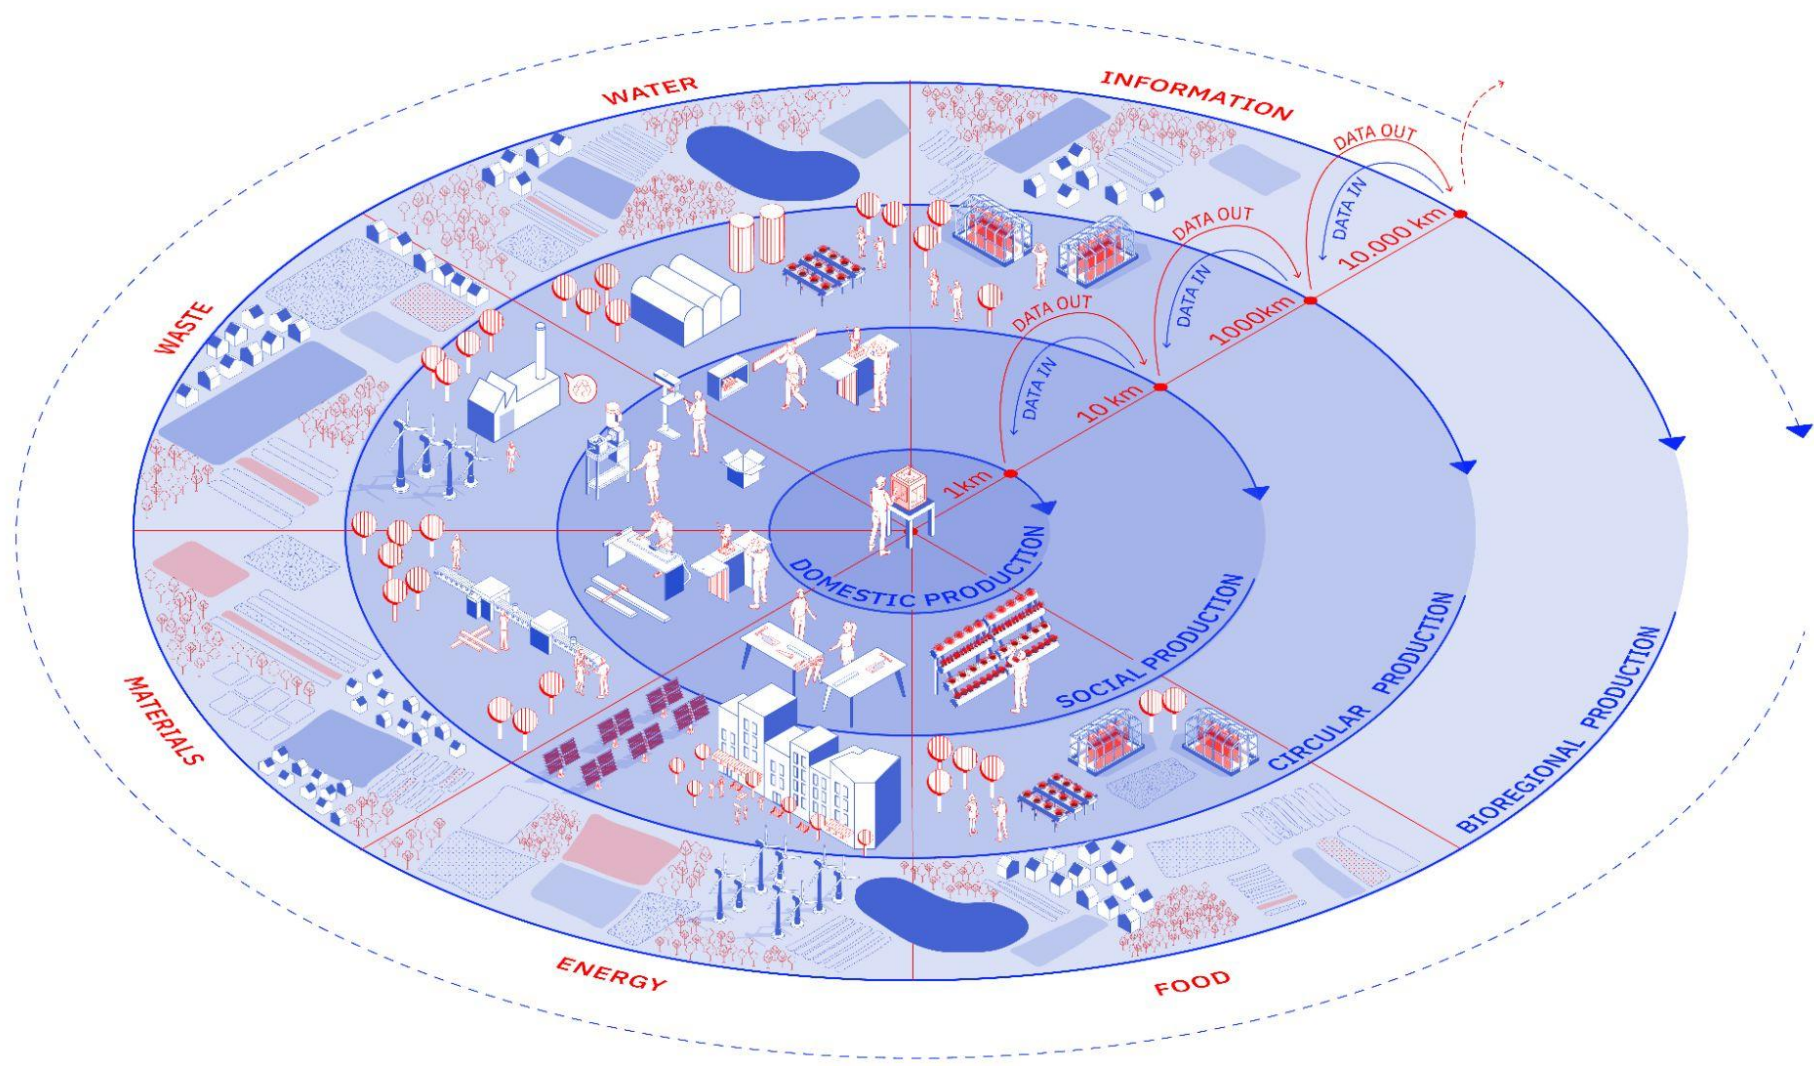 WATER
INFORMATION
DATA OUT
DATA IN
10.000 km
DATA OUT
DATA IN
1000km
DATA OUT
DATA IN
10 km
1km
WASTE
DOMESTIC PRODUCTION
SOCIAL PRODUCTION
CIRCULAR PRODUCTION
BIOREGIONAL PRODUCTION
MATERIALS
ENERGY
FOOD